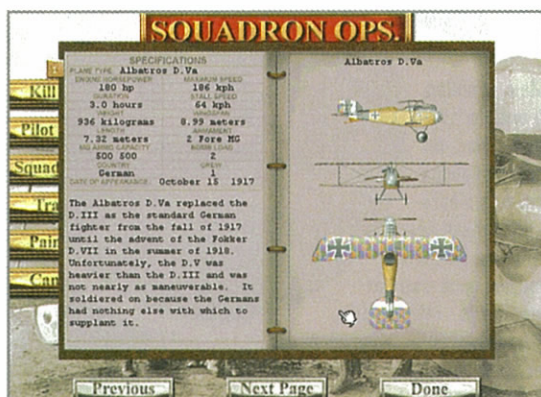 SQUADRON OPS.
SPECIFICATIONS
PLANE TYPE: Albatros D.Va
ENGINE HORSEPOWER MAXIMUM SPEED
180 hp 186 kph
DURATION STALL SPEED
3.0 hours 64 kph
WEIGHT WINGSPAN
936 kilograms 8.99 meters
LENGTH ARMAMENT
7.32 meters 2 Fore MG
MG AMMO CAPACITY BOMB LOAD
500 500 2
COUNTRY CREW
German 1
DATE OF APPEARANCE: October 15 1917
The Albatros D.Va replaced the
D.III as the standard German
fighter from the fall of 1917
until the advent of the Fokker
D.VII in the summer of 1918.
Unfortunately, the D.V was
heavier than the D.III and was
not nearly as maneuverable. It
soldiered on because the Germans
had nothing else with which to
supplant it.
Albatros D.Va
Kill
Pilot
Squad
Tra
Pain
Cam
Previous Next Page Done